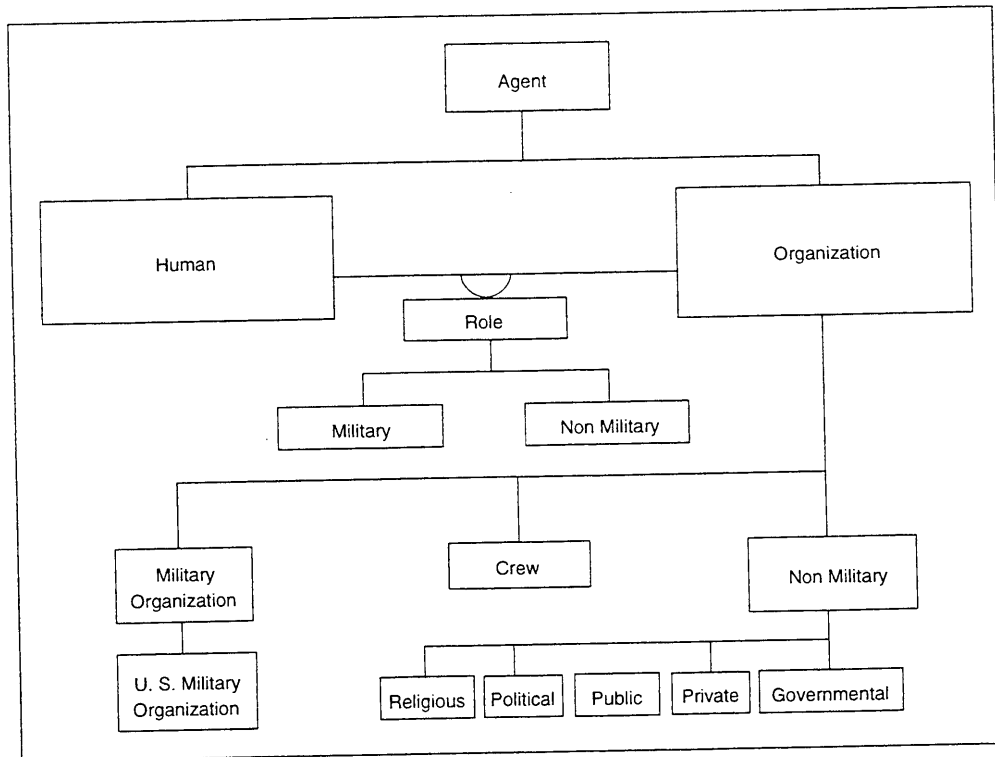 Agent
Human
Organization
Role
Military
Non Military
Military
Organization
Crew
Non Military
U. S. Military
Organization
Religious
Political
Public
Private
Governmental